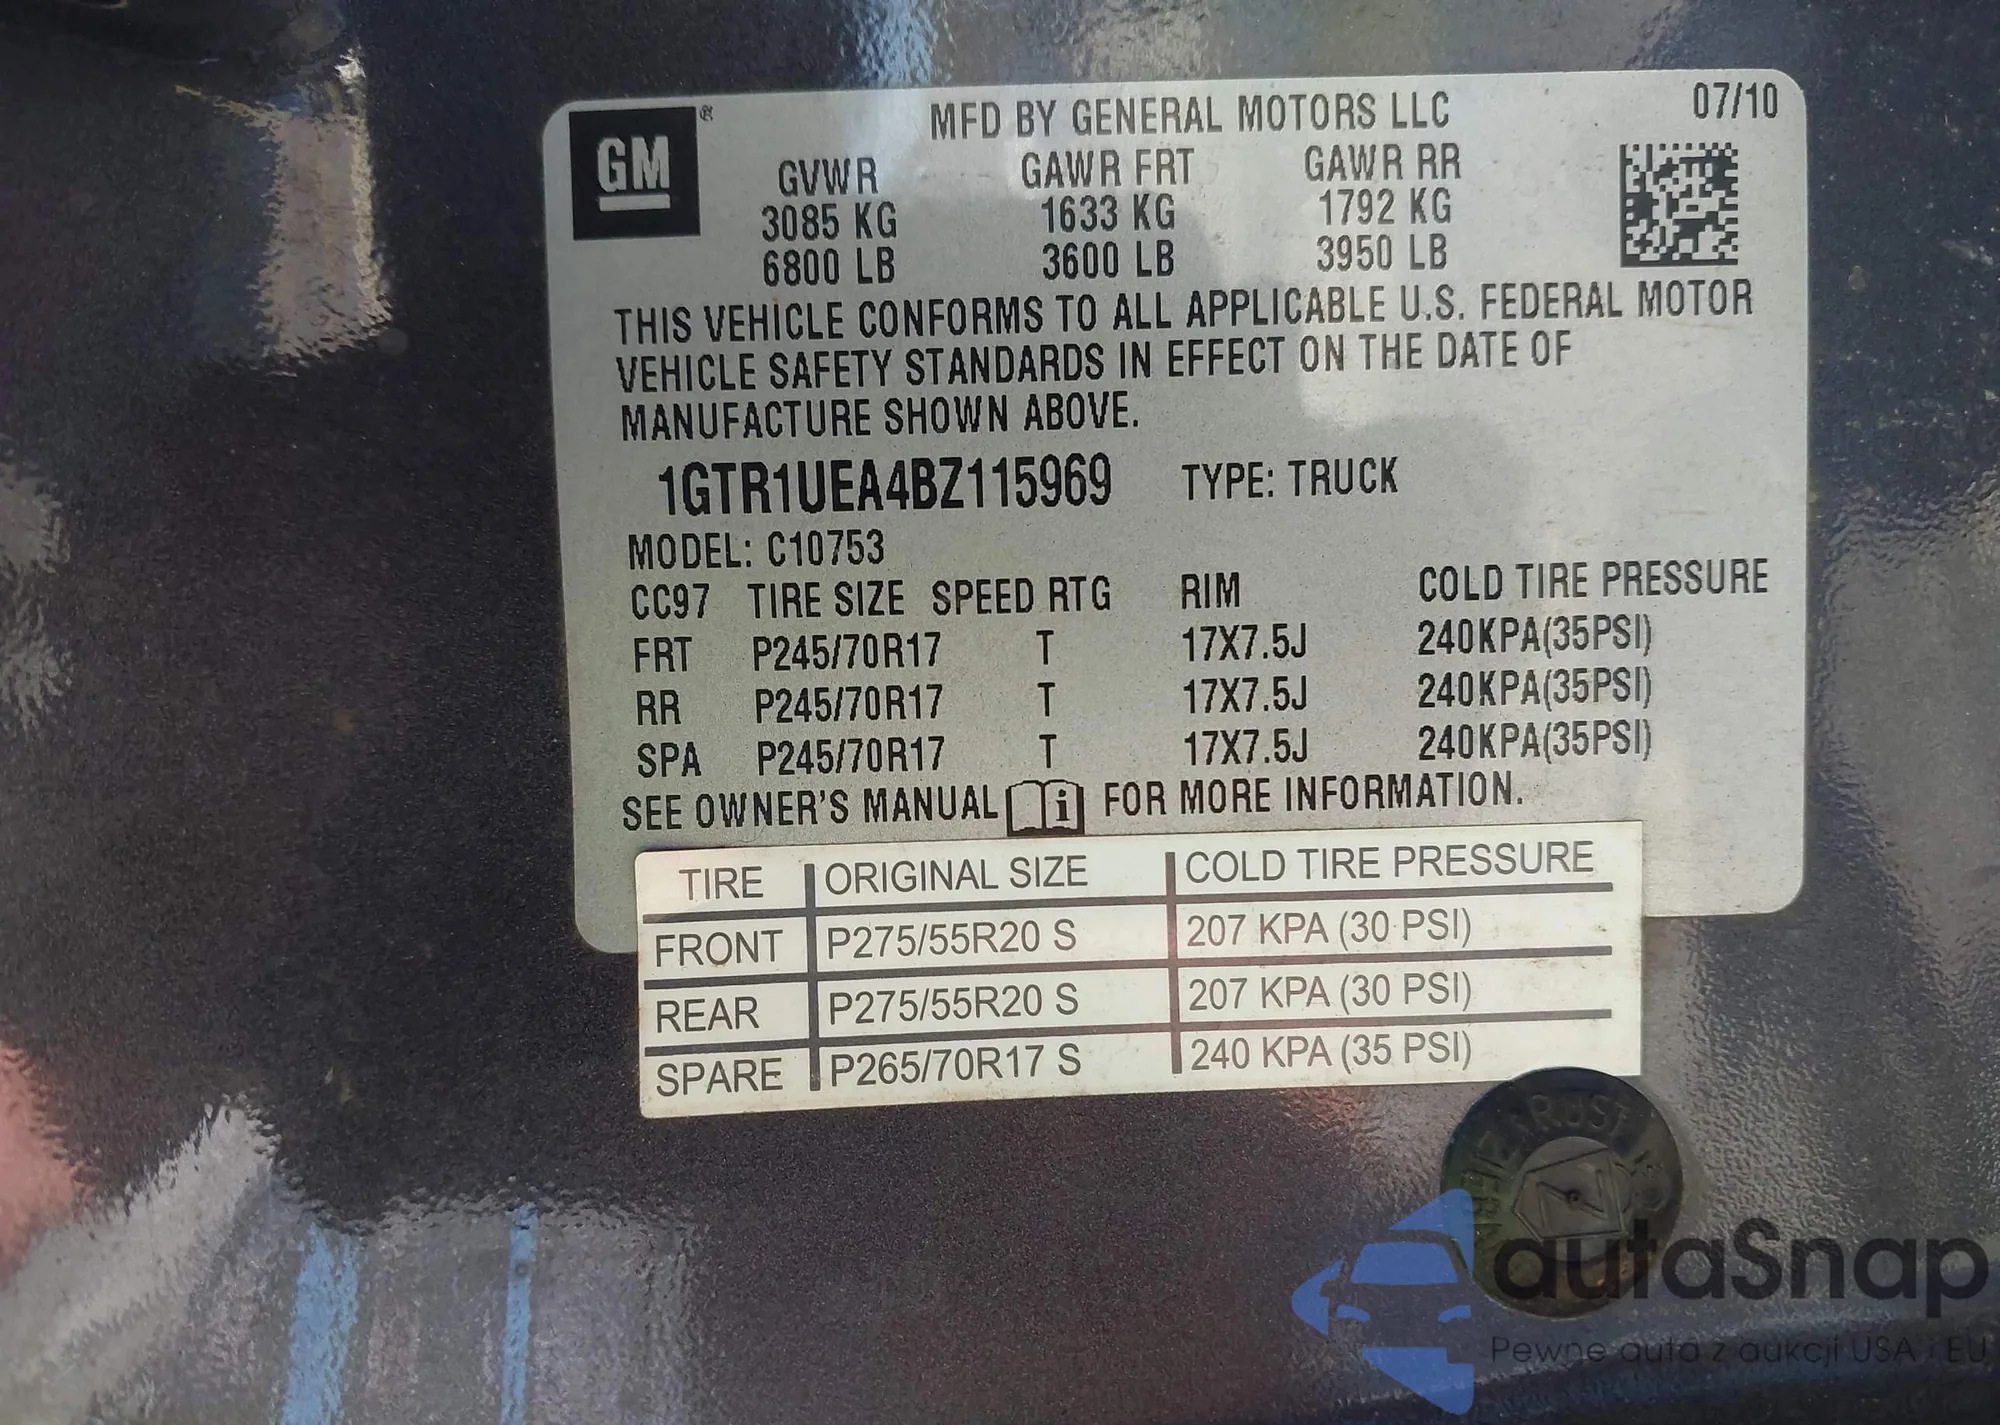 GM
MFD BY GENERAL MOTORS LLC 07/10
GVWR GAWR FRT GAWR RR
3085 KG 1633 KG 1792 KG
6800 LB 3600 LB 3950 LB
THIS VEHICLE CONFORMS TO ALL APPLICABLE U.S. FEDERAL MOTOR
VEHICLE SAFETY STANDARDS IN EFFECT ON THE DATE OF
MANUFACTURE SHOWN ABOVE.
1GTR1UEA4BZ115969 TYPE: TRUCK
MODEL: C10753
CC97 TIRE SIZE SPEED RTG RIM COLD TIRE PRESSURE
FRT P245/70R17 T 17X7.5J 240KPA(35PSI)
RR P245/70R17 T 17X7.5J 240KPA(35PSI)
SPA P245/70R17 T 17X7.5J 240KPA(35PSI)
SEE OWNER'S MANUAL i FOR MORE INFORMATION.
TIRE ORIGINAL SIZE COLD TIRE PRESSURE
FRONT P275/55R20 S 207 KPA (30 PSI)
REAR P275/55R20 S 207 KPA (30 PSI)
SPARE P265/70R17 S 240 KPA (35 PSI)
RUST
N
autaSnap
Pewne auta z aukcji USA i EU